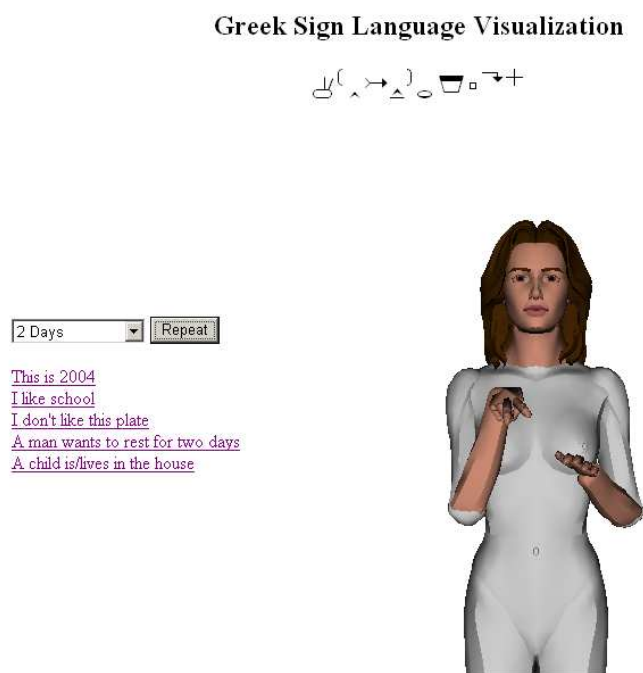 Greek Sign Language Visualization
2 Days Repeat
This is 2004
I like school
I don't like this plate
A man wants to rest for two days
A child is/lives in the house